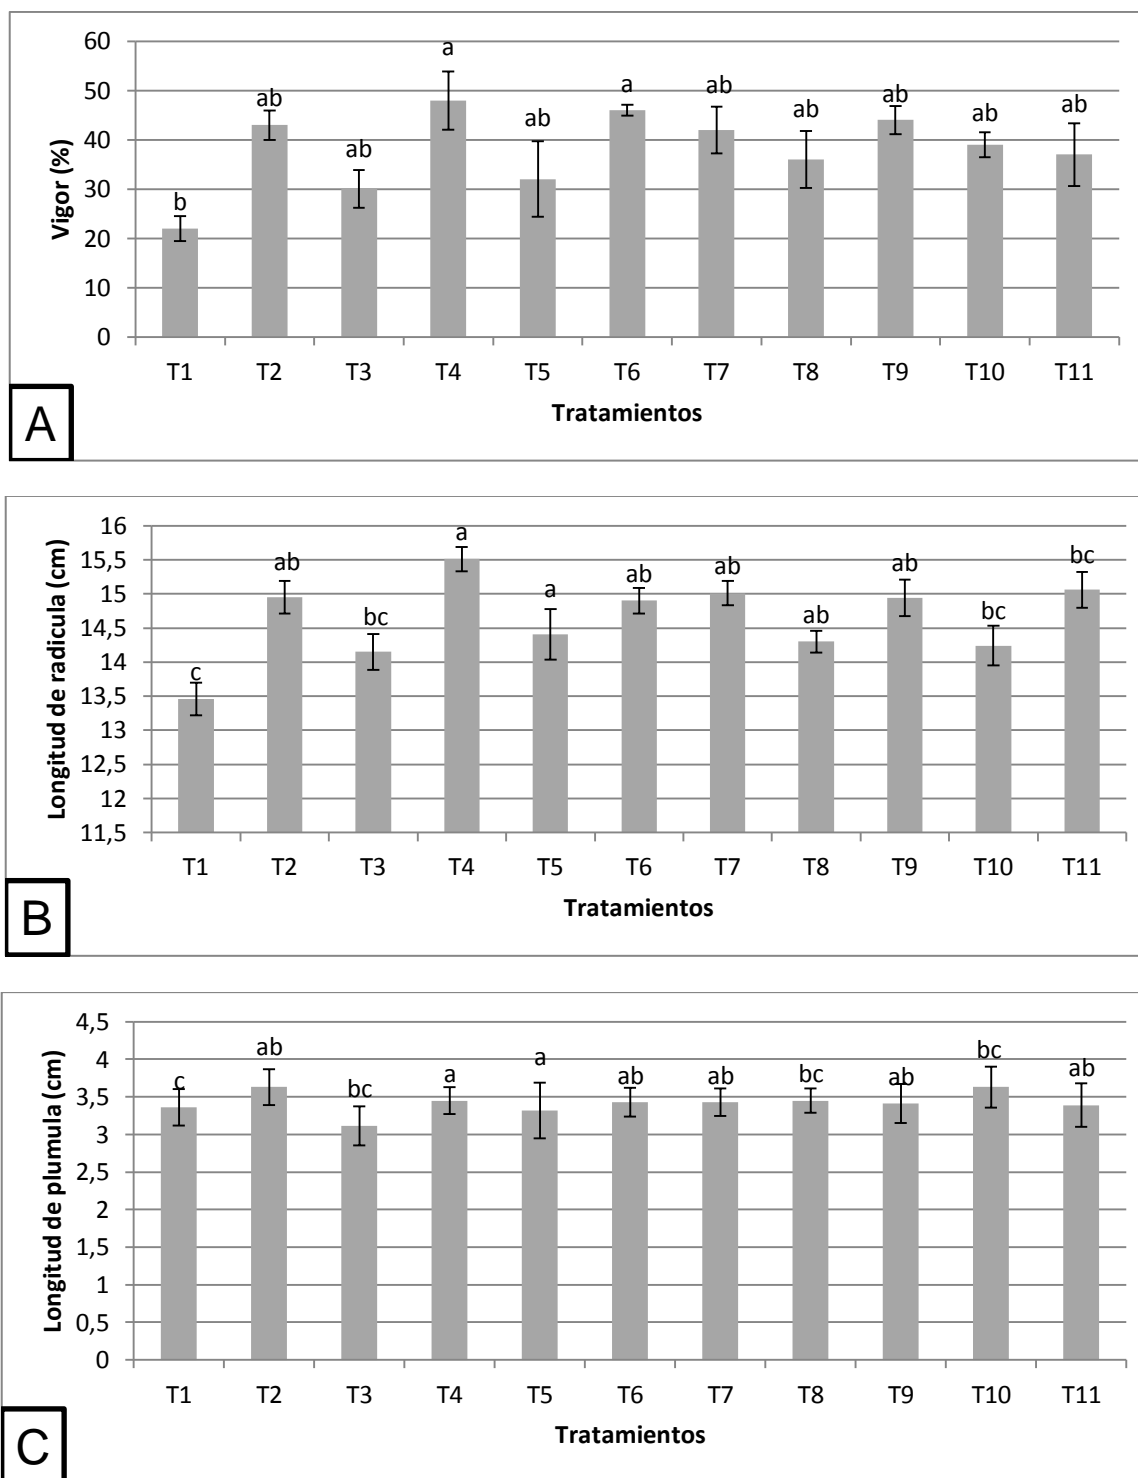 a
60
ab
a
ab
ab
ab
50
ab
ab
ab
ab
40
b
30
20
10
0
Vigor (%)
T1 T2 T3 T4 T5 T6 T7 T8 T9 T10 T11
Tratamientos
A
16
a
ab
ab
ab
ab
bc
15,5
a
15
bc
ab
bc
14,5
14
c
13,5
13
12,5
12
11,5
Longitud de radicula (cm)
T1 T2 T3 T4 T5 T6 T7 T8 T9 T10 T11
Tratamientos
B
4,5
ab
a
bc
4
c
a
ab
ab
bc
ab
ab
3,5
bc
3
2,5
2
1,5
1
0,5
0
Longitud de plumula (cm)
T1 T2 T3 T4 T5 T6 T7 T8 T9 T10 T11
Tratamientos
C